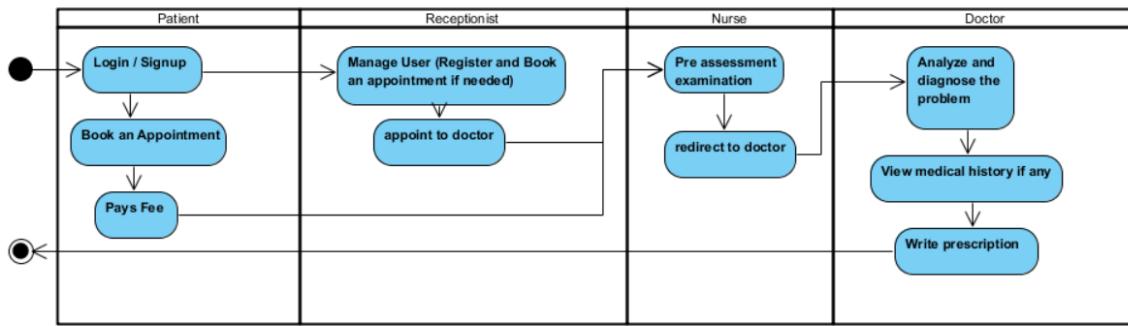 Patient
Receptionist
Nurse
Doctor
Login / Signup
Book an Appointment
Pays Fee
Manage User (Register and Book
an appointment if needed)
appoint to doctor
Pre assessment
examination
redirect to doctor
Analyze and
diagnose the
problem
View medical history if any
Write prescription